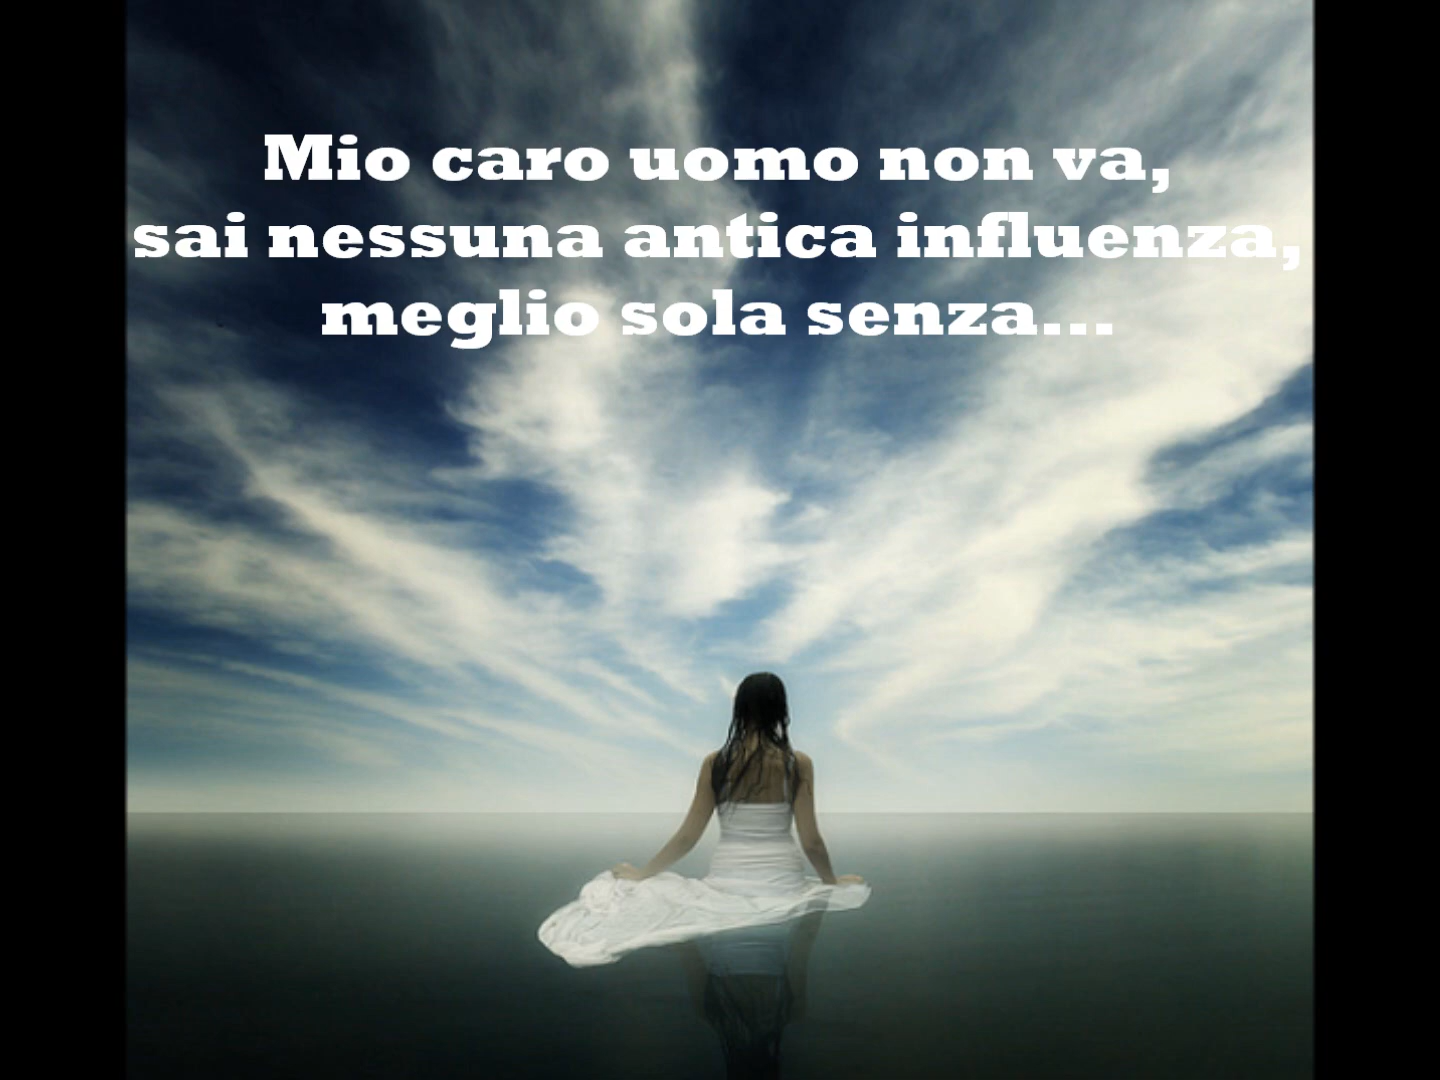 Mio caro uomo non va,
sai nessuna antica influenza,
meglio sola senza...